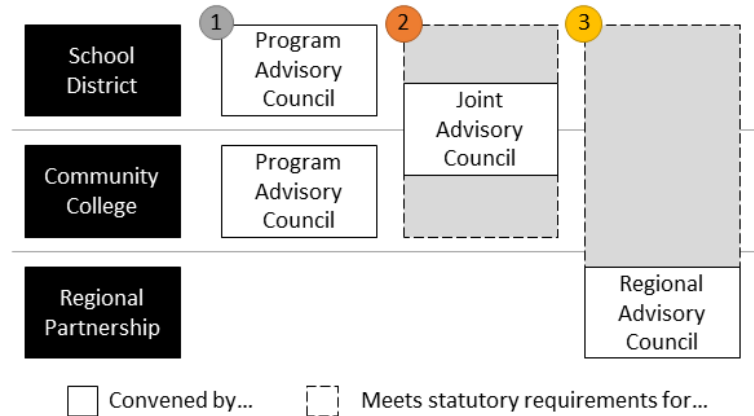 1
2
3
School
District
Program
Advisory
Council
Joint
Advisory
Council
Community
College
Program
Advisory
Council
Regional
Partnership
Regional
Advisory
Council
Convened by...
Meets statutory requirements for...